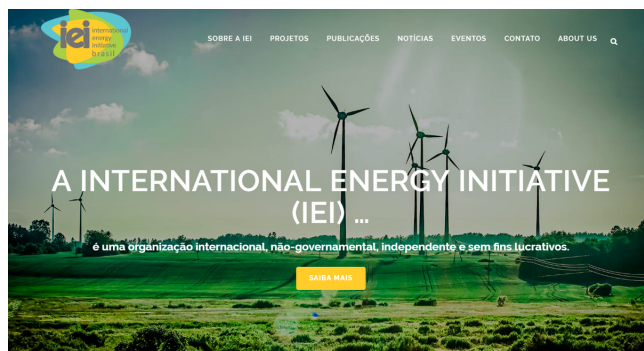 iei international
energy
initiative
brasil
SOBRE A IEI PROJETOS PUBLICAÇÕES NOTÍCIAS EVENTOS CONTATO ABOUT US
A INTERNATIONAL ENERGY INITIATIVE
(IEI) ...
é uma organização internacional, não-governamental, independente e sem fins lucrativos.
SAIBA MAIS